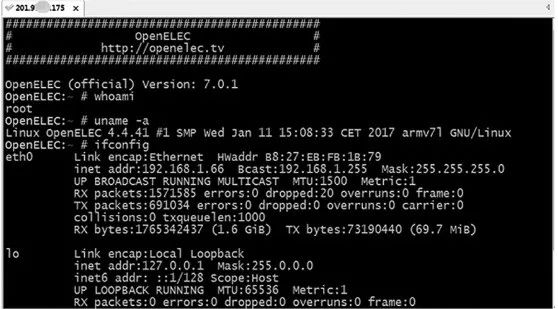 201.9 .175 ×
###########################################
# OpenELEC #
# http://openelec.tv #
###########################################
OpenELEC (official) Version: 7.0.1
OpenELEC:~ # whoami
root
OpenELEC:~ # uname -a
Linux OpenELEC 4.4.41 #1 SMP Wed Jan 11 15:08:33 CET 2017 armv7l GNU/Linux
OpenELEC:~ # ifconfig
eth0 Link encap:Ethernet HWaddr B8:27:EB:FB:1B:79
inet addr:192.168.1.66 Bcast:192.168.1.255 Mask:255.255.255.0
UP BROADCAST RUNNING MULTICAST MTU:1500 Metric:1
RX packets:1571585 errors:0 dropped:20 overruns:0 frame:0
TX packets:691034 errors:0 dropped:0 overruns:0 carrier:0
collisions:0 txqueuelen:1000
RX bytes:1765342437 (1.6 GiB) TX bytes:73190440 (69.7 MiB)
lo Link encap:Local Loopback
inet addr:127.0.0.1 Mask:255.0.0.0
inet6 addr: ::1/128 Scope:Host
UP LOOPBACK RUNNING MTU:65536 Metric:1
RX packets:0 errors:0 dropped:0 overruns:0 frame:0